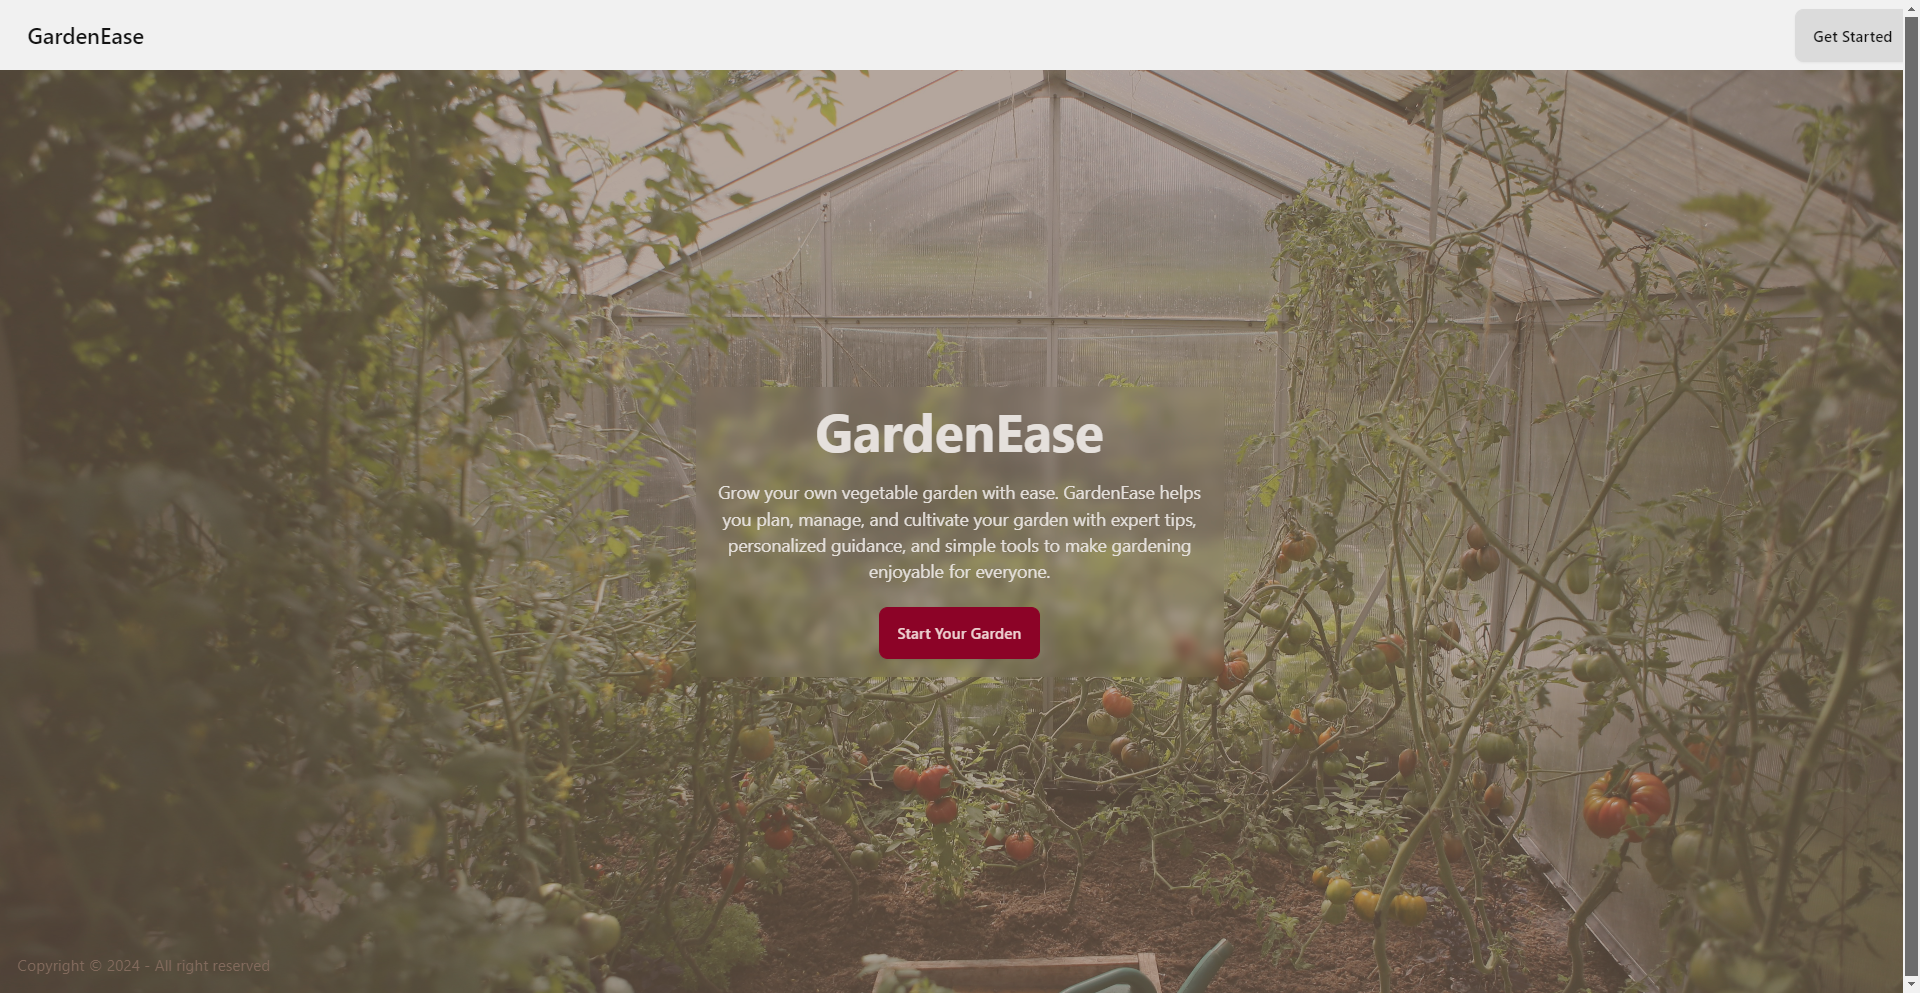 GardenEase
Get Started
GardenEase
Grow your own vegetable garden with ease. GardenEase helps
you plan, manage, and cultivate your garden with expert tips,
personalized guidance, and simple tools to make gardening
enjoyable for everyone.
Start Your Garden
Copyright © 2024 - All right reserved